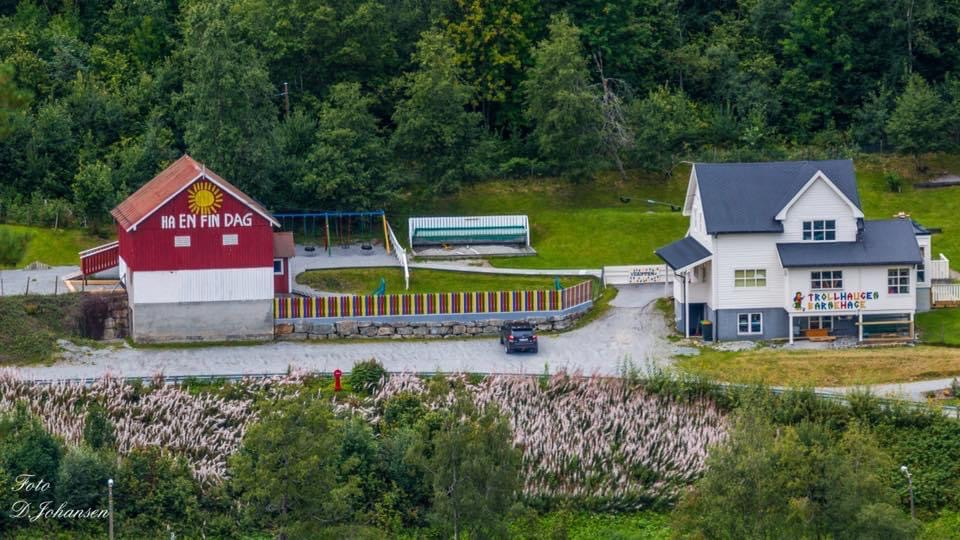 HA EN FIN DAG
TROLLHAUGEN
BARNEHAGE
Foto
D.Johansen